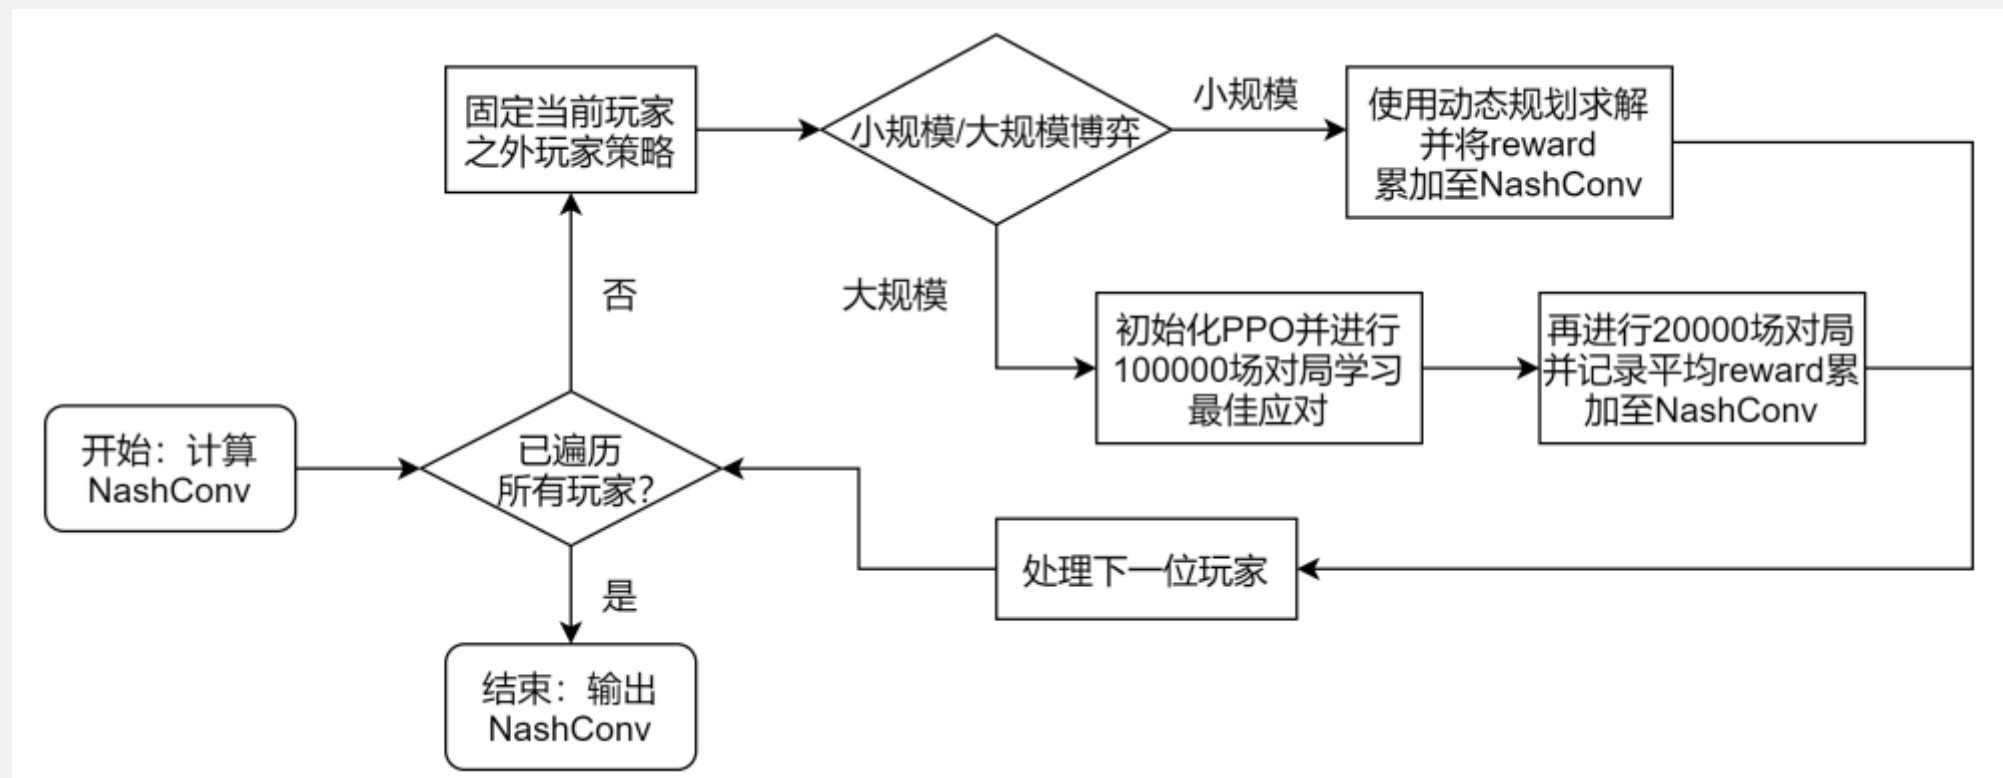 固定当前玩家
之外玩家策略
小规模/大规模博弈
小规模
使用动态规划求解
并将reward
累加至NashConv
否
大规模
初始化PPO并进行
100000场对局学习
最佳应对
再进行20000场对局
并记录平均reward累
加至NashConv
开始：计算
NashConv
已遍历
所有玩家？
处理下一位玩家
是
结束：输出
NashConv